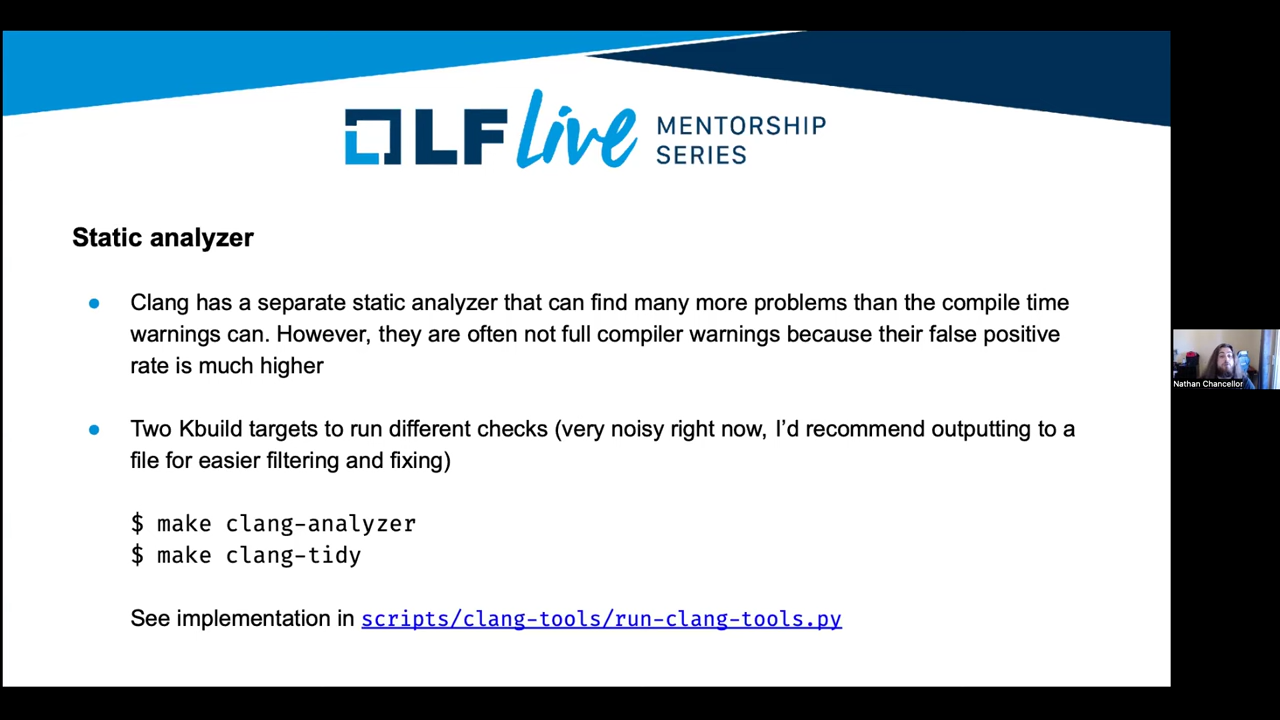 LF Live MENTORSHIP
SERIES
Static analyzer
● Clang has a separate static analyzer that can find many more problems than the compile time
warnings can. However, they are often not full compiler warnings because their false positive
rate is much higher
Nathan Chancellor
● Two Kbuild targets to run different checks (very noisy right now, I’d recommend outputting to a
file for easier filtering and fixing)
$ make clang-analyzer
$ make clang-tidy
See implementation in scripts/clang-tools/run-clang-tools.py